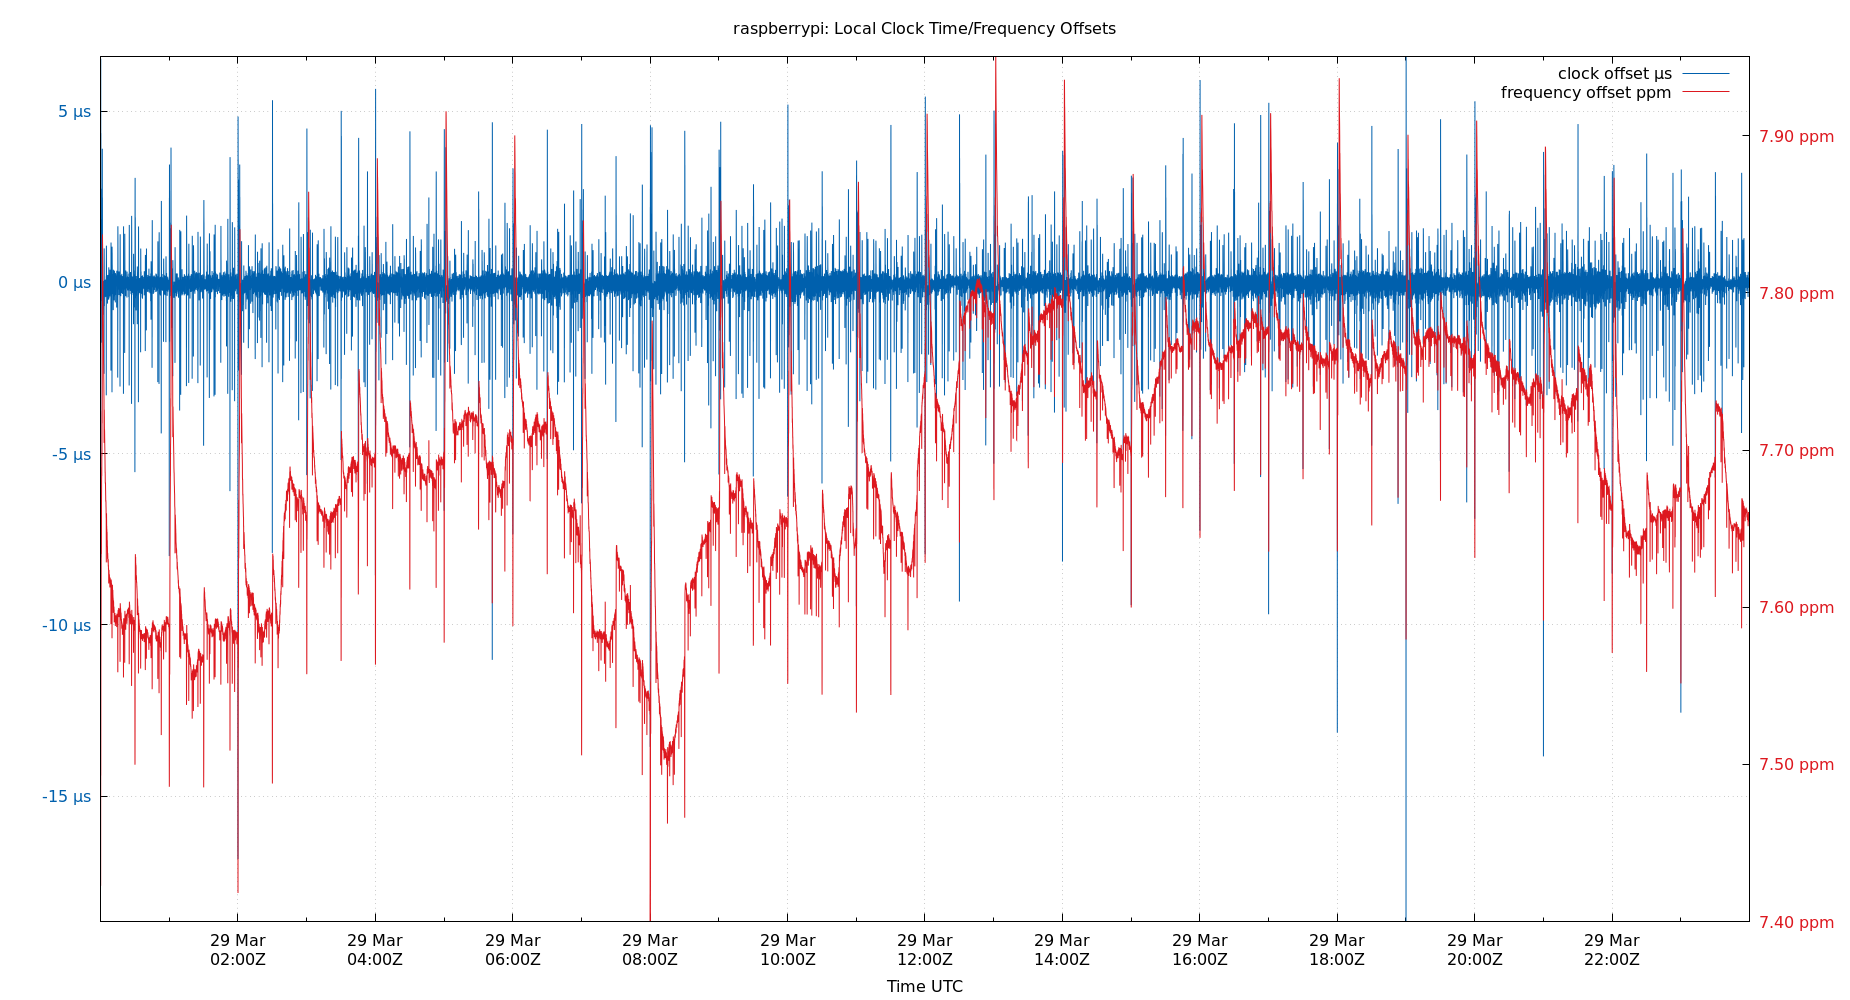 raspberrypi: Local Clock Time/Frequency Offsets
clock offset µs
frequency offset ppm
5 µs
0 µs
-5 µs
-10 µs
-15 µs
7.90 ppm
7.80 ppm
7.70 ppm
7.60 ppm
7.50 ppm
7.40 ppm
29 Mar 29 Mar 29 Mar 29 Mar 29 Mar 29 Mar 29 Mar 29 Mar 29 Mar 29 Mar 29 Mar
02:00Z 04:00Z 06:00Z 08:00Z 10:00Z 12:00Z 14:00Z 16:00Z 18:00Z 20:00Z 22:00Z
Time UTC